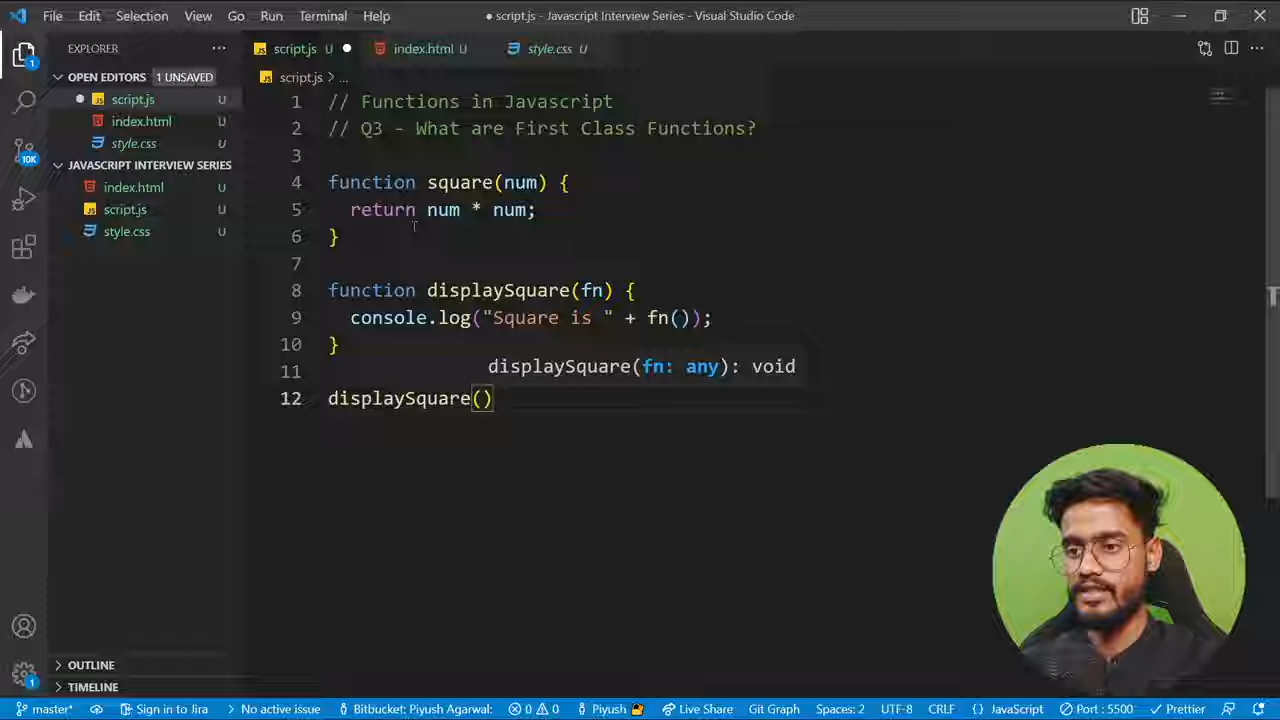 File Edit Selection View Go Run Terminal Help
● script.js - Javascript Interview Series - Visual Studio Code
EXPLORER
script.js U
index.html U
style.css U
OPEN EDITORS 1 UNSAVED
script.js U
index.html U
style.css U
JAVASCRIPT INTERVIEW SERIES
index.html U
script.js U
style.css U
OUTLINE
TIMELINE
1
10K
1
script.js > ...
1 // Functions in Javascript
2 // Q3 - What are First Class Functions?
3
4 function square(num) {
5 return num * num;
6 }
7
8 function displaySquare(fn) {
9 console.log("Square is " + fn());
10 }
11
displaySquare(fn: any): void
12 displaySquare()
master* Sign in to Jira No active issue Bitbucket: Piyush Agarwal: 0 0 Piyush Live Share Git Graph Spaces: 2 UTF-8 CRLF {} JavaScript Port : 5500 Prettier